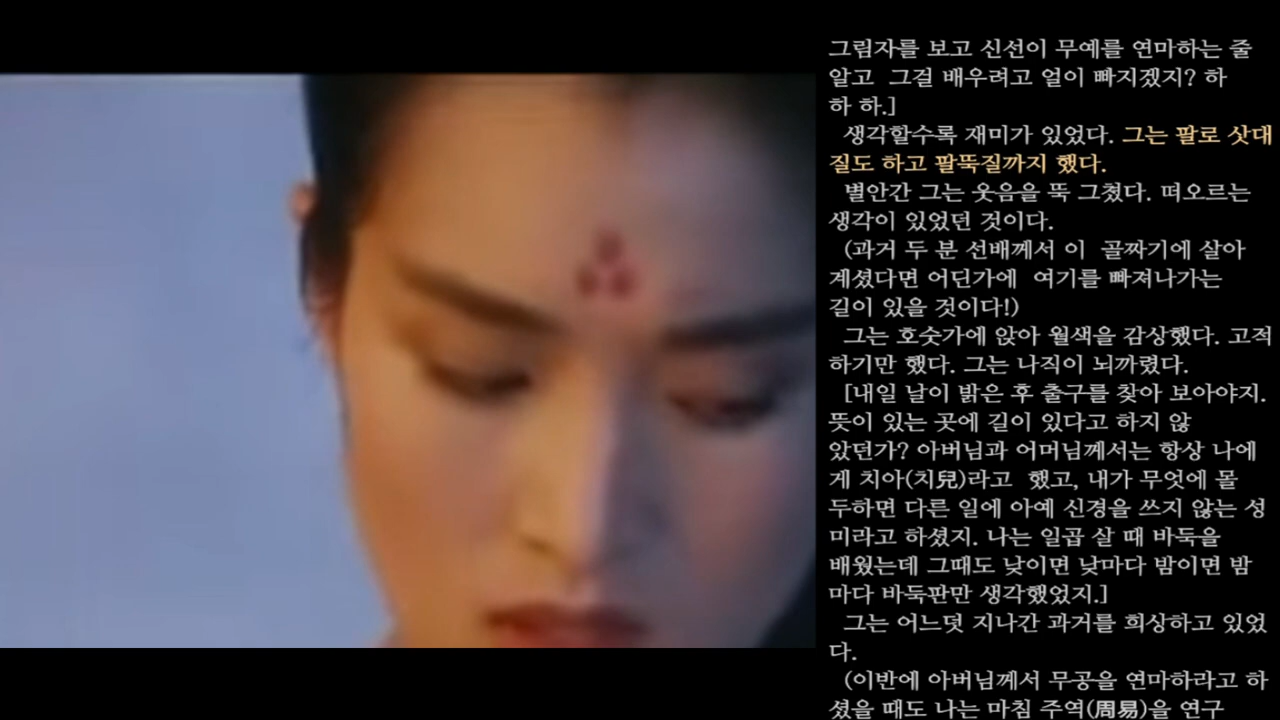 그림자를 보고 신선이 무예를 연마하는 줄
알고  그걸 배우려고 얼이 빠지겠지? 하
하 하.]
생각할수록 재미가 있었다. 그는 팔로 삿대
질도 하고 팔뚝질까지 했다.
별안간 그는 웃음을 뚝 그쳤다. 떠오르는
생각이 있었던 것이다.
(과거 두 분 선배께서 이  골짜기에 살아
계셨다면 어딘가에  여기를 빠져나가는
길이 있을 것이다!)
그는 호숫가에 앉아 월색을 감상했다. 고적
하기만 했다. 그는 나직이 뇌까렸다.
[내일 날이 밝은 후 출구를 찾아 보아야지.
뜻이 있는 곳에 길이 있다고 하지 않
았던가? 아버님과 어머님께서는 항상 나에
게 치아(치兒)라고  했고, 내가 무엇에 몰
두하면 다른 일에 아예 신경을 쓰지 않는 성
미라고 하셨지. 나는 일곱 살 때 바둑을
배웠는데 그때도 낮이면 낮마다 밤이면 밤
마다 바둑판만 생각했었지.]
그는 어느덧 지나간 과거를 희상하고 있었
다.
(이반에 아버님께서 무공을 연마하라고 하
셨을 때도 나는 마침 주역(周易)을 연구